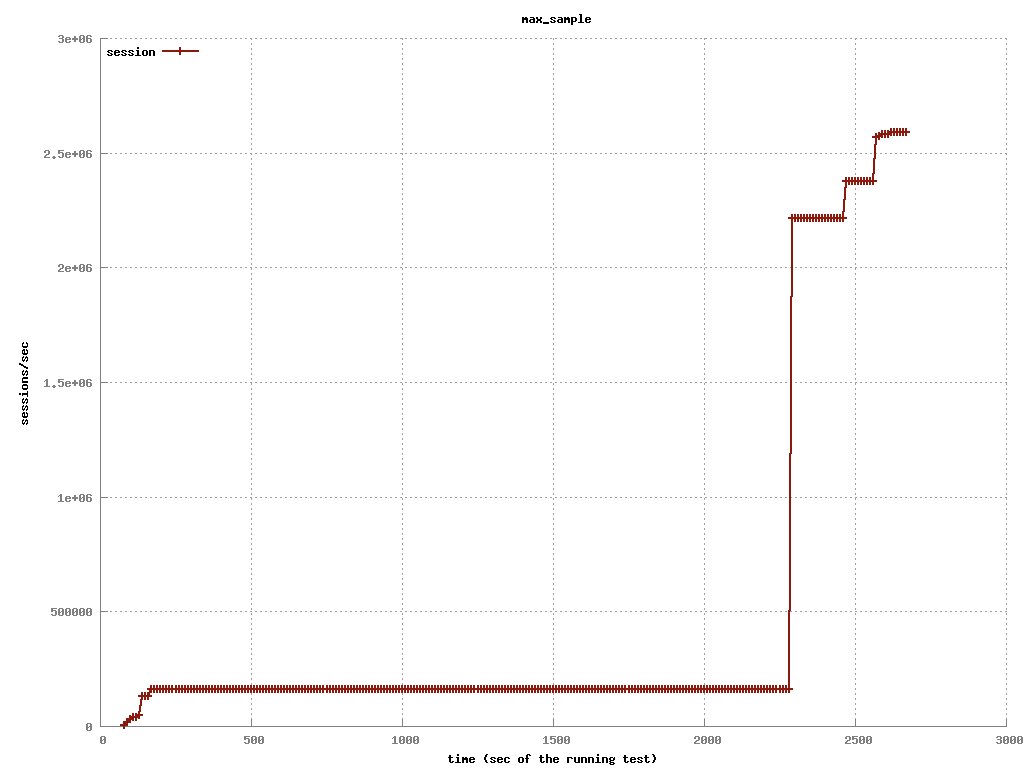 max_sample
3e+06
session
2.5e+06
2e+06
1.5e+06
sessions/sec
1e+06
500000
0
0 500 1000 1500 2000 2500 3000
time (sec of the running test)